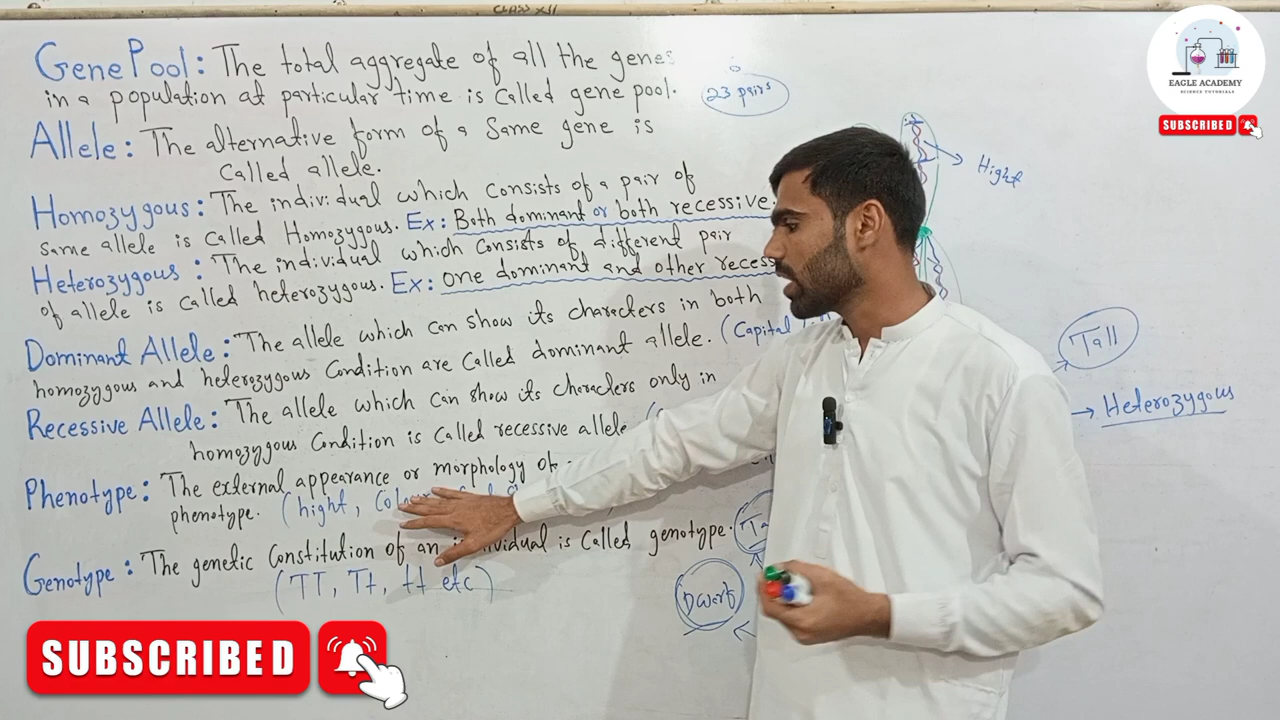 CLASS XII
Gene Pool: The total aggregate of all the genes
in a population at particular time is called gene pool.
23 pairs
Allele: The alternative form of a same gene is
called allele.
Homozygous: The individual which consists of a pair of
same allele is called Homozygous. Ex: Both dominant or both recessive.
Heterozygous: The individual which consists of different pair
of allele is called heterozygous. Ex: One dominant and other
Dominant Allele: The allele which can show its characters in both
homozygous and heterozygous Condition are called dominant allele. (Capital
Recessive Allele: The allele which can show its characters only in
homozygous Condition is called recessive allele
Phenotype: The external appearance or morphology of
phenotype. (hight,
Genotype: The genetic constitution of an is called genotype.
(TT, Tt, tt etc)
Hight
Tall
→ Heterozygous
Dwarf
EAGLE ACADEMY
SCIENCE TUTORIALS
SUBSCRIBED
SUBSCRIBED